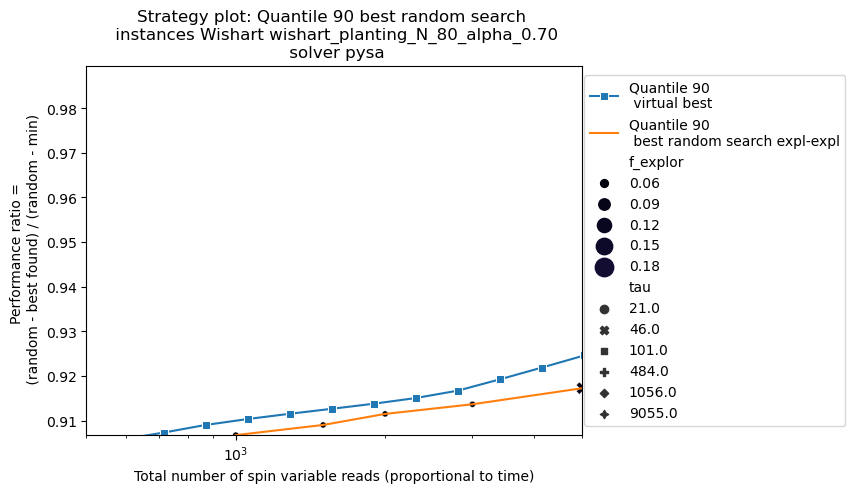 Strategy plot: Quantile 90 best random search
instances Wishart wishart_planting_N_80_alpha_0.70
solver pysa
Performance ratio =
(random - best found) / (random - min)
0.98
0.97
0.96
0.95
0.94
0.93
0.92
0.91
10^3
Total number of spin variable reads (proportional to time)
Quantile 90
virtual best
Quantile 90
best random search expl-expl
f_explor
0.06
0.09
0.12
0.15
0.18
tau
21.0
46.0
101.0
484.0
1056.0
9055.0